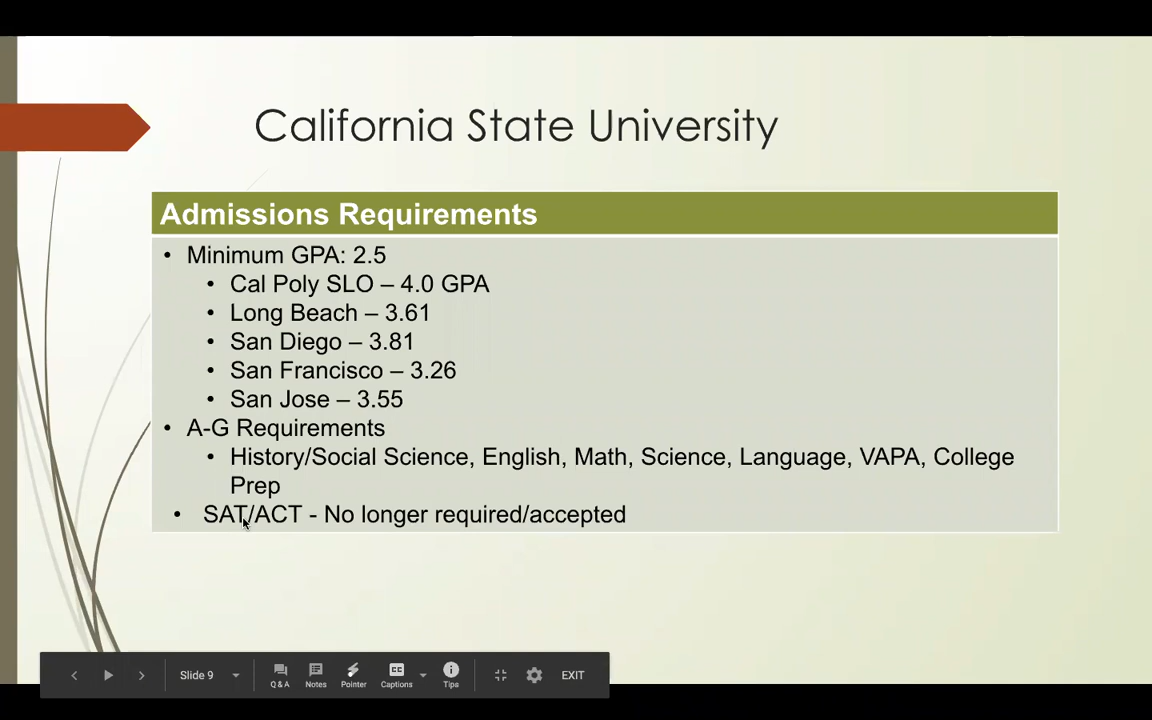 California State University
Admissions Requirements
• Minimum GPA: 2.5
• Cal Poly SLO – 4.0 GPA
• Long Beach – 3.61
• San Diego – 3.81
• San Francisco – 3.26
• San Jose – 3.55
• A-G Requirements
• History/Social Science, English, Math, Science, Language, VAPA, College
Prep
• SAT/ACT - No longer required/accepted
Slide 9
Q & A
Notes
Pointer
CC
Captions
Tips
EXIT